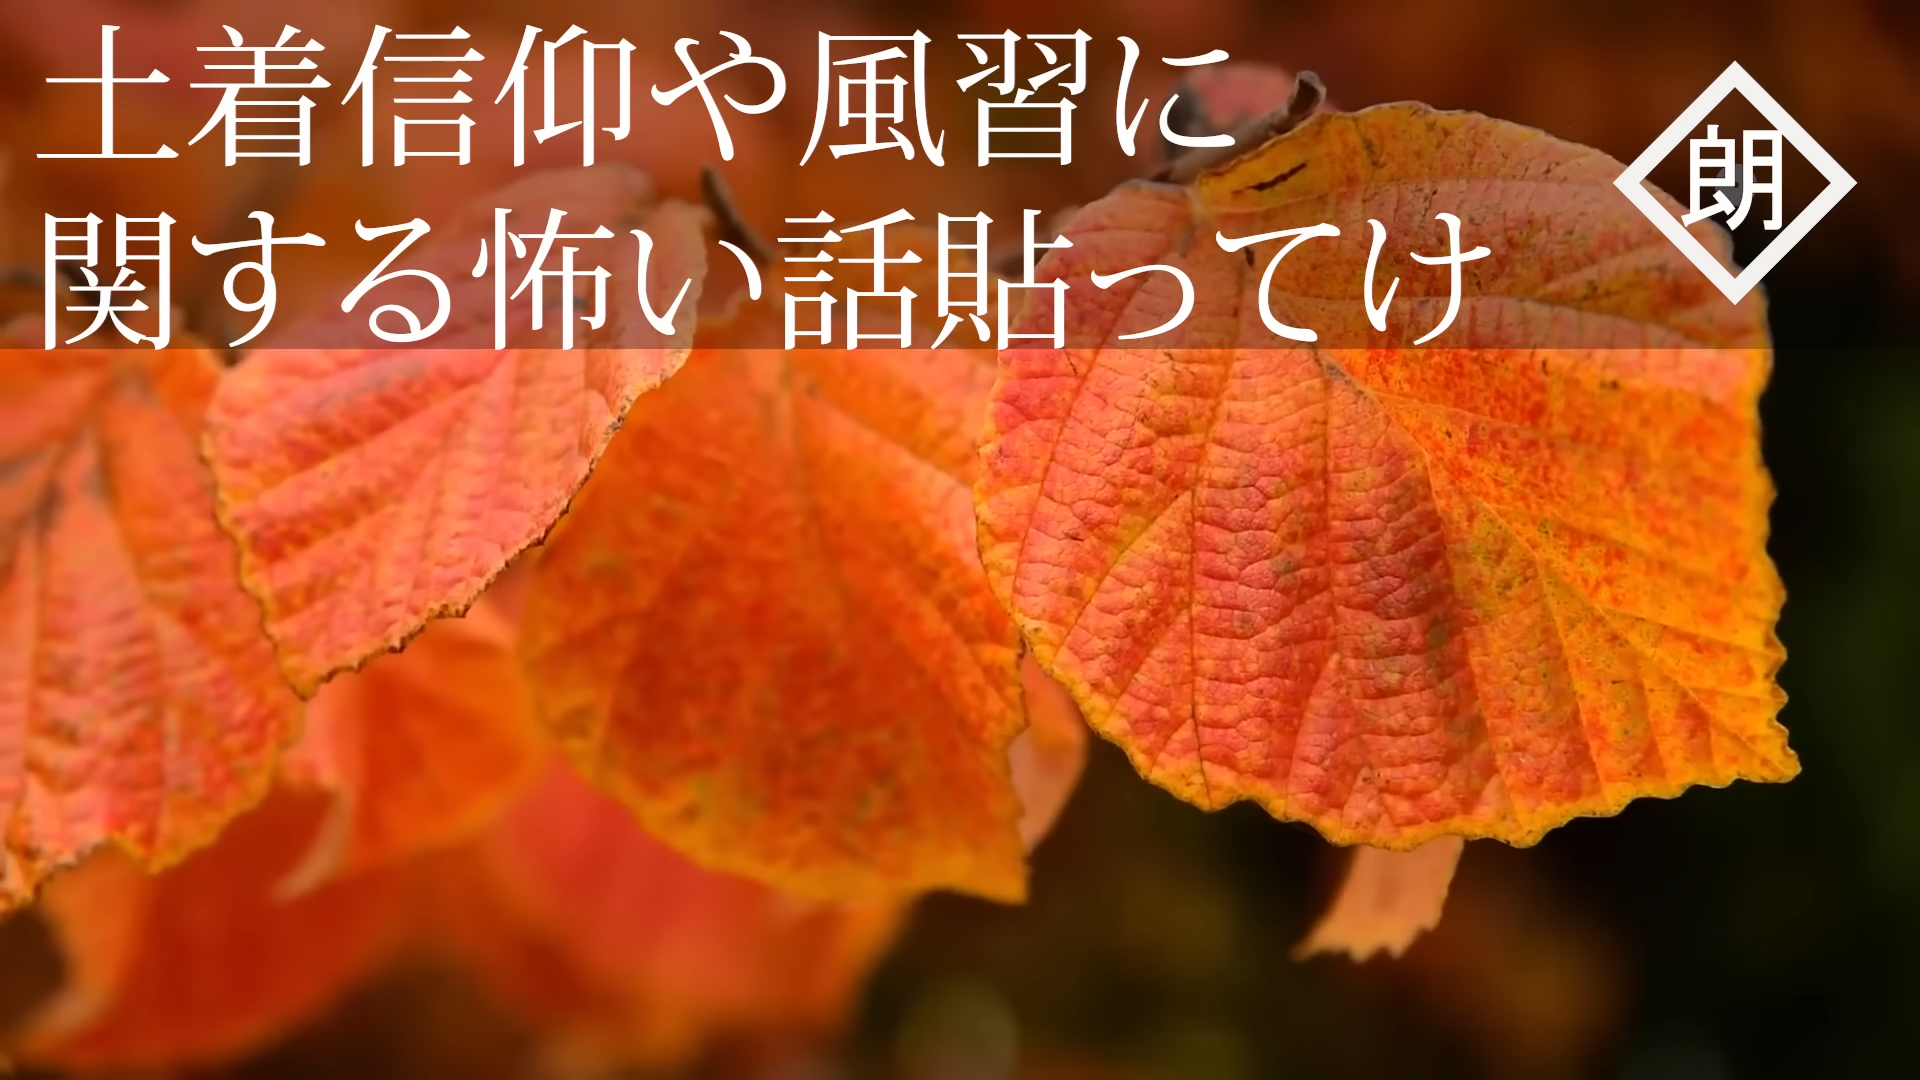 土着信仰や風習に
関する怖い話貼ってけ
朗